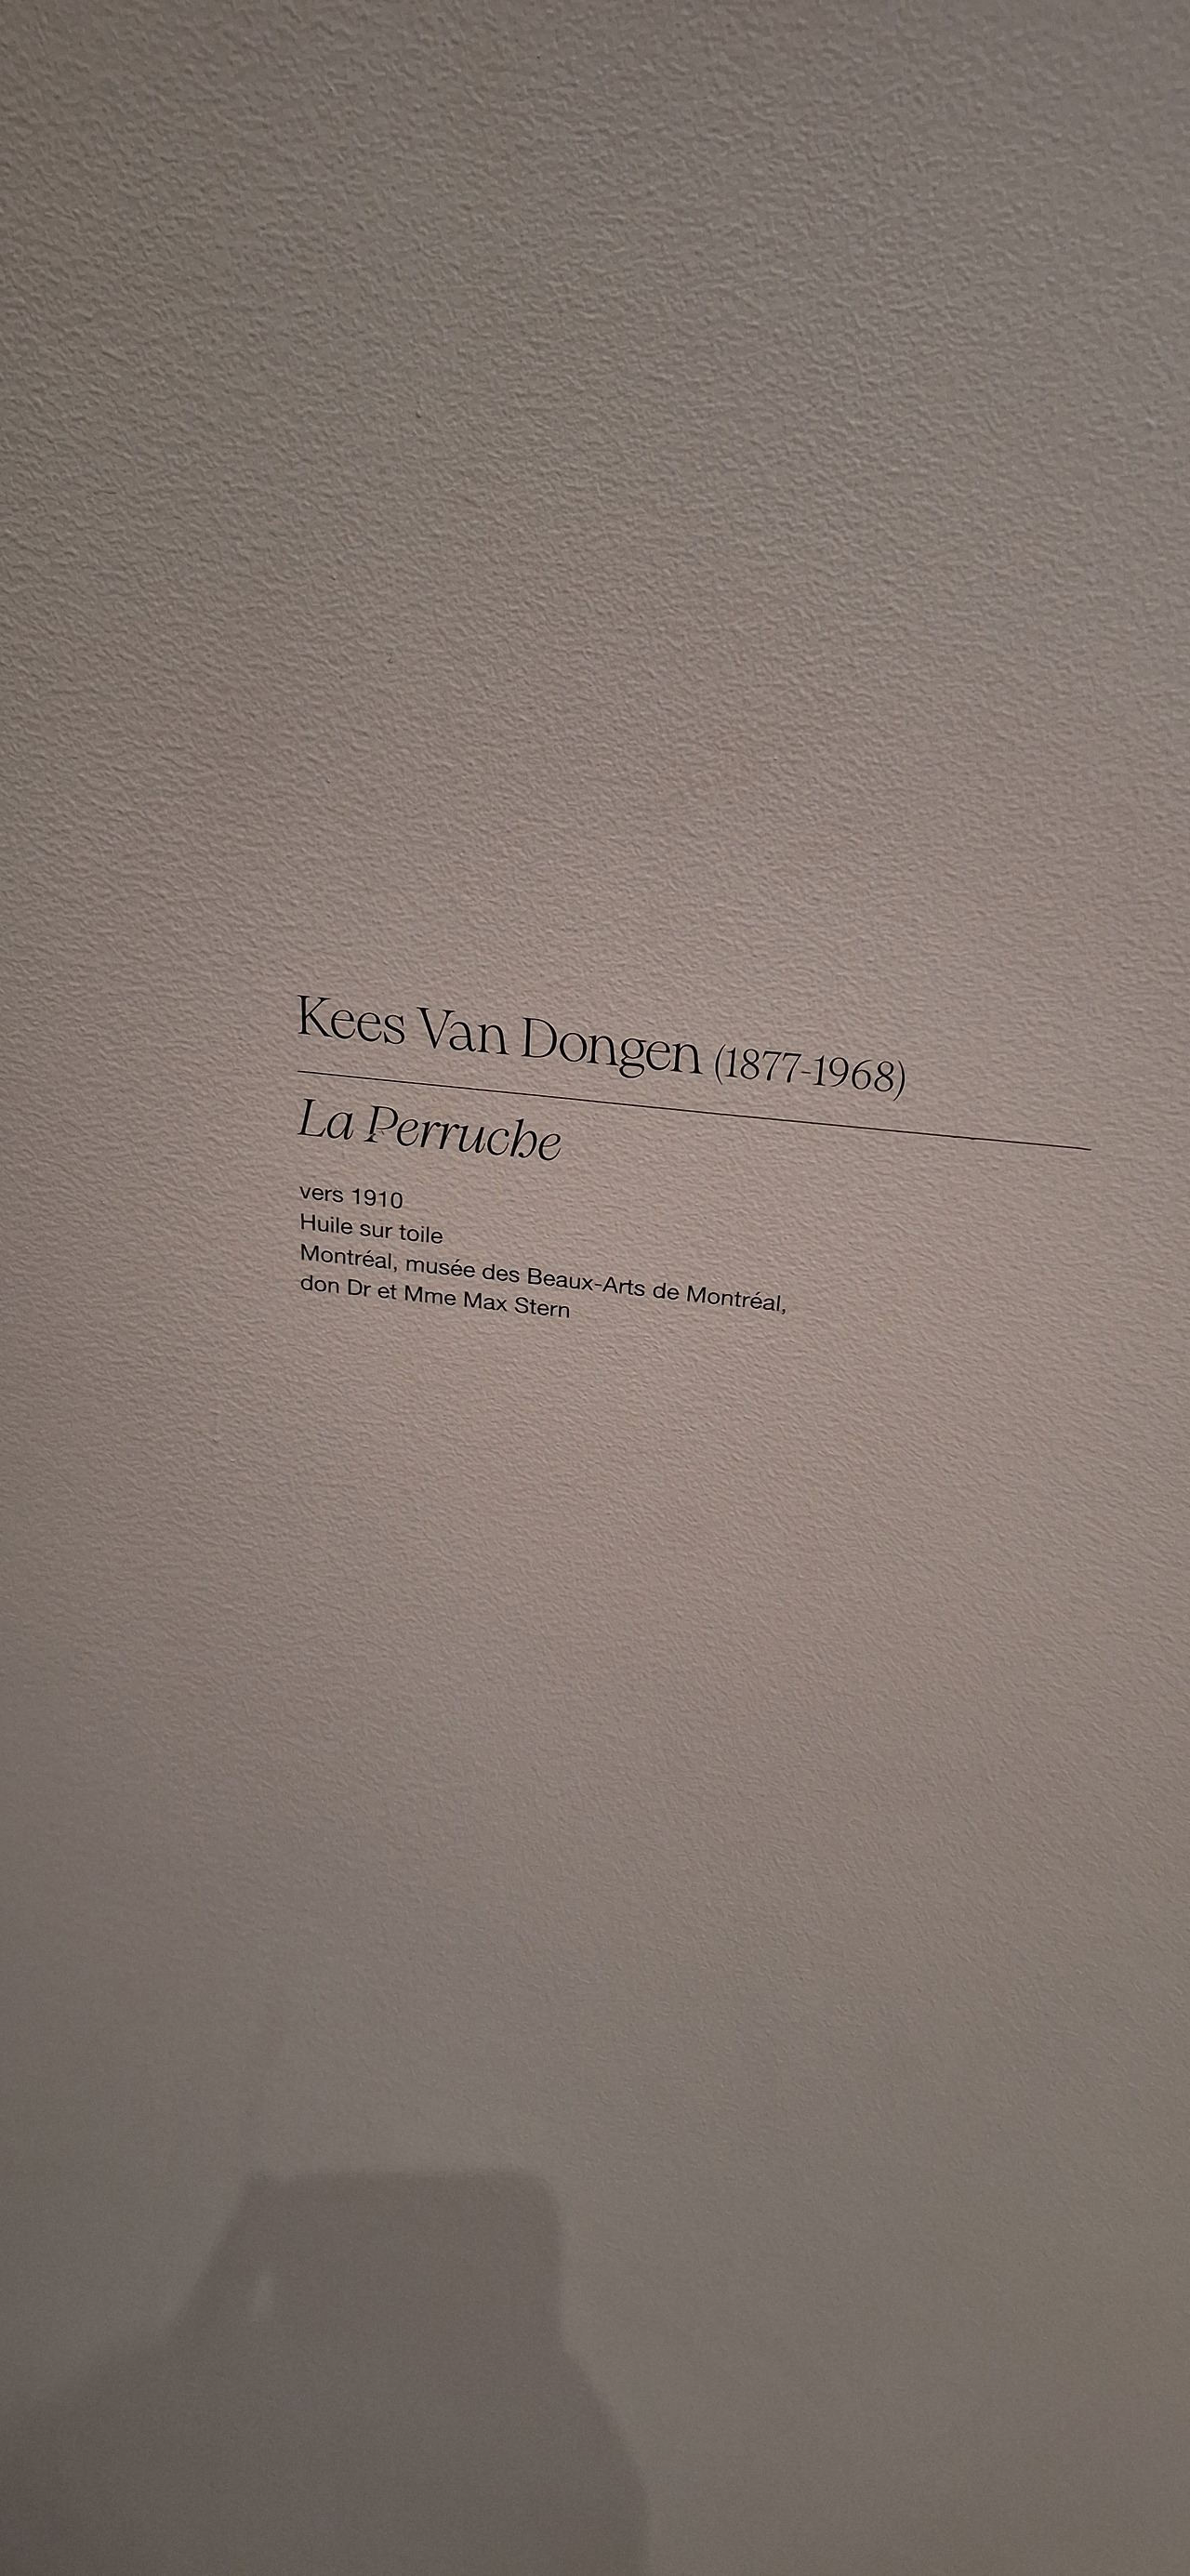 Kees Van Dongen (1877-1968)
La Perruche
vers 1910
Huile sur toile
Montréal, musée des Beaux-Arts de Montréal,
don Dr et Mme Max Stern